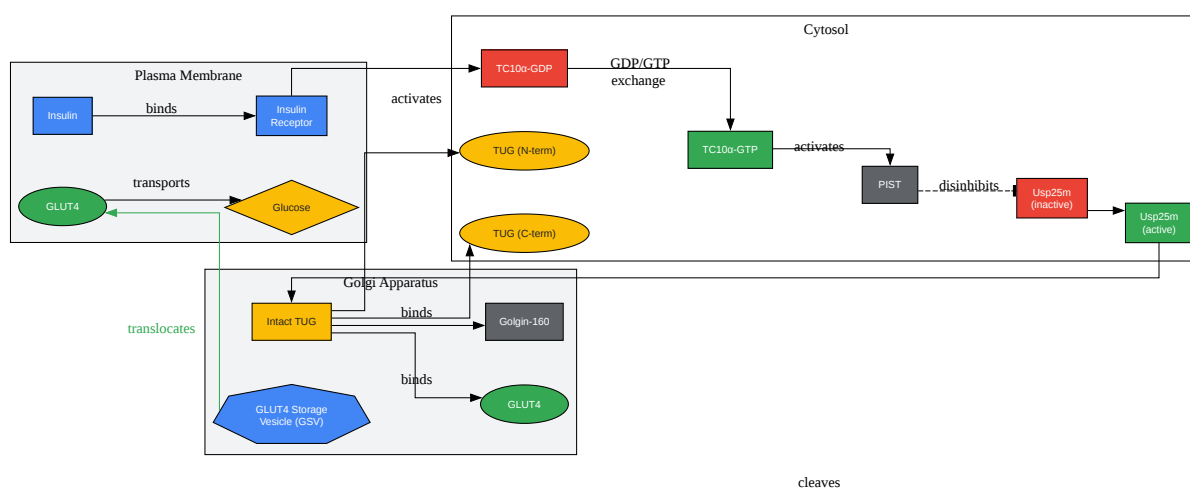 Cytosol
Plasma Membrane
Insulin
binds
Insulin
Receptor
activates
TC10α-GDP
GDP/GTP
exchange
TUG (N-term)
TC10α-GTP
activates
PIST
disinhibits
Usp25m
(inactive)
Usp25m
(active)
GLUT4
transports
Glucose
TUG (C-term)
Golgi Apparatus
Intact TUG
binds
Golgin-160
translocates
binds
GLUT4
GLUT4 Storage
Vesicle (GSV)
cleaves